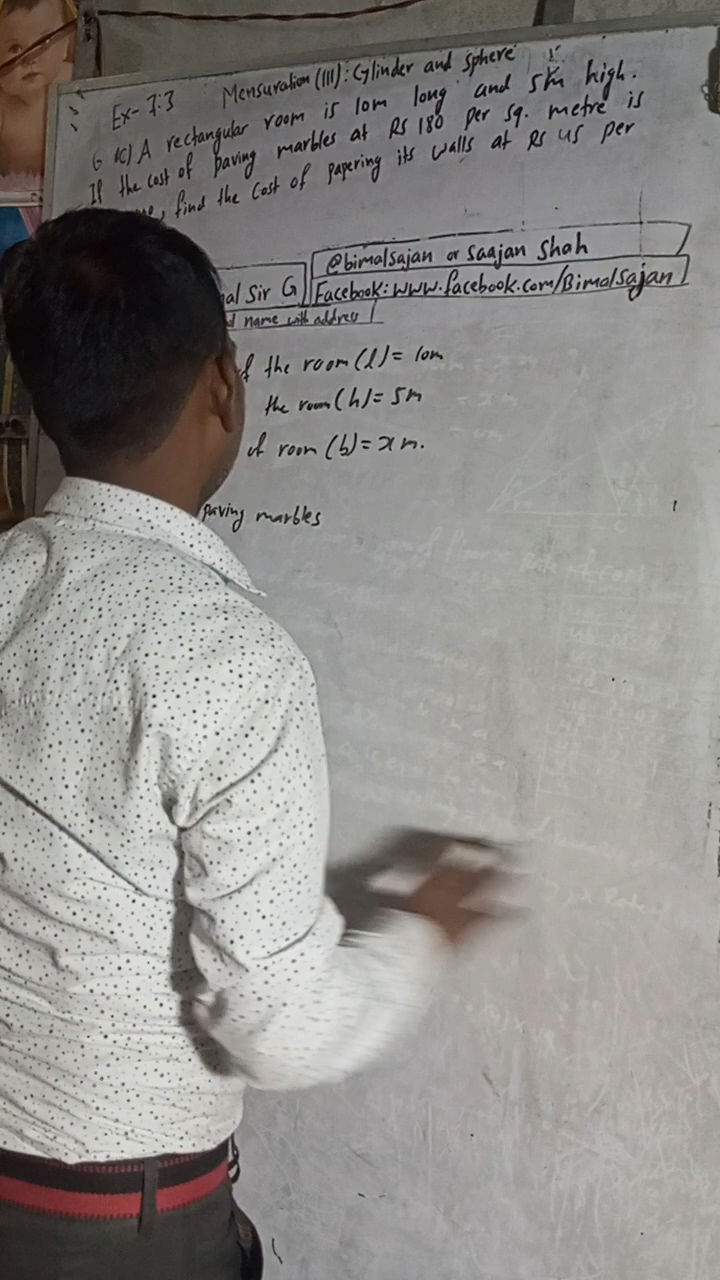 Ex- 7:3 Mensuration (III): Cylinder and sphere
6 (C) A rectangular room is 10m long and 5m high.
If the cost of paving marbles at RS 180 per sq. metre is
, find the cost of papering its walls at RS 45 per
@bimalsajan or Saajan Shah
al Sir G
Facebook: www.facebook.com/Bimalsajan
name with address
of the room (l) = 10m
the room (h) = 5m
of room (b) = x m.
paving marbles